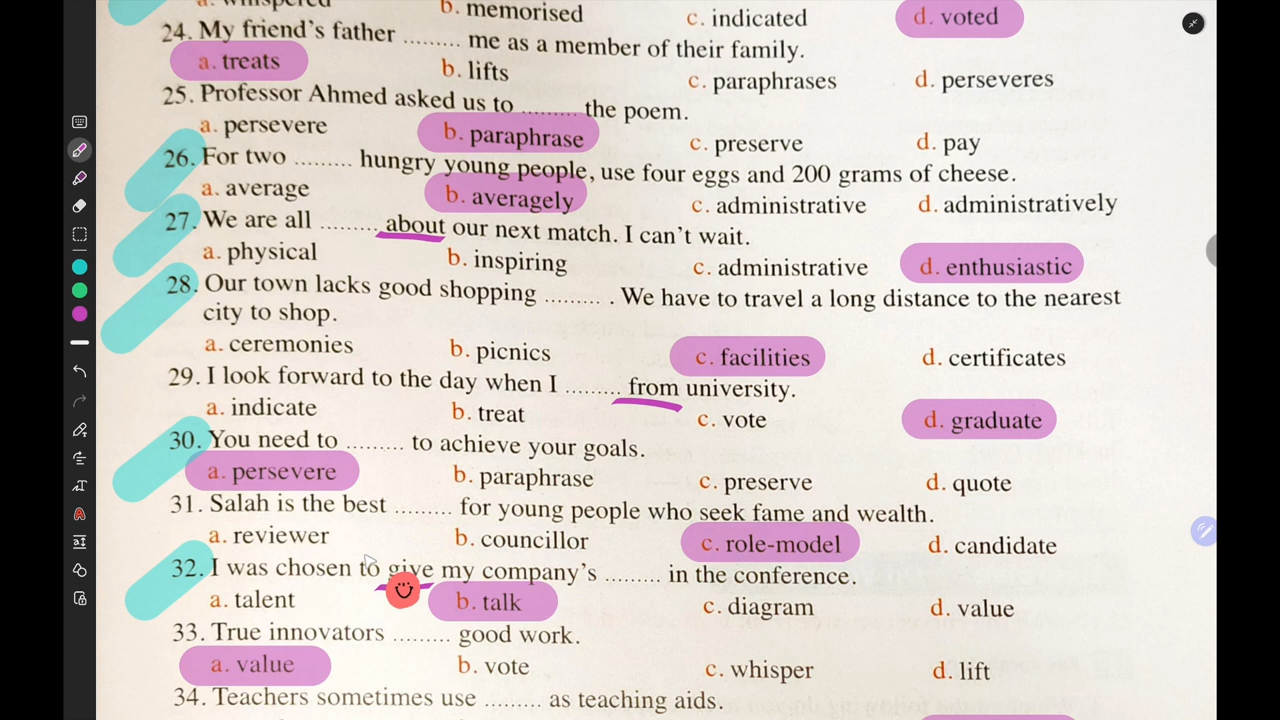 a. whispered b. memorised c. indicated d. voted
24. My friend's father ......... me as a member of their family.
a. treats b. lifts c. paraphrases d. perseveres
25. Professor Ahmed asked us to ......... the poem.
a. persevere b. paraphrase c. preserve d. pay
26. For two ......... hungry young people, use four eggs and 200 grams of cheese.
a. average b. averagely c. administrative d. administratively
27. We are all ......... about our next match. I can't wait.
a. physical b. inspiring c. administrative d. enthusiastic
28. Our town lacks good shopping ......... . We have to travel a long distance to the nearest
city to shop.
a. ceremonies b. picnics c. facilities d. certificates
29. I look forward to the day when I ......... from university.
a. indicate b. treat c. vote d. graduate
30. You need to ......... to achieve your goals.
a. persevere b. paraphrase c. preserve d. quote
31. Salah is the best ......... for young people who seek fame and wealth.
a. reviewer b. councillor c. role-model d. candidate
32. I was chosen to give my company's ......... in the conference.
a. talent b. talk c. diagram d. value
33. True innovators ......... good work.
a. value b. vote c. whisper d. lift
34. Teachers sometimes use ......... as teaching aids.